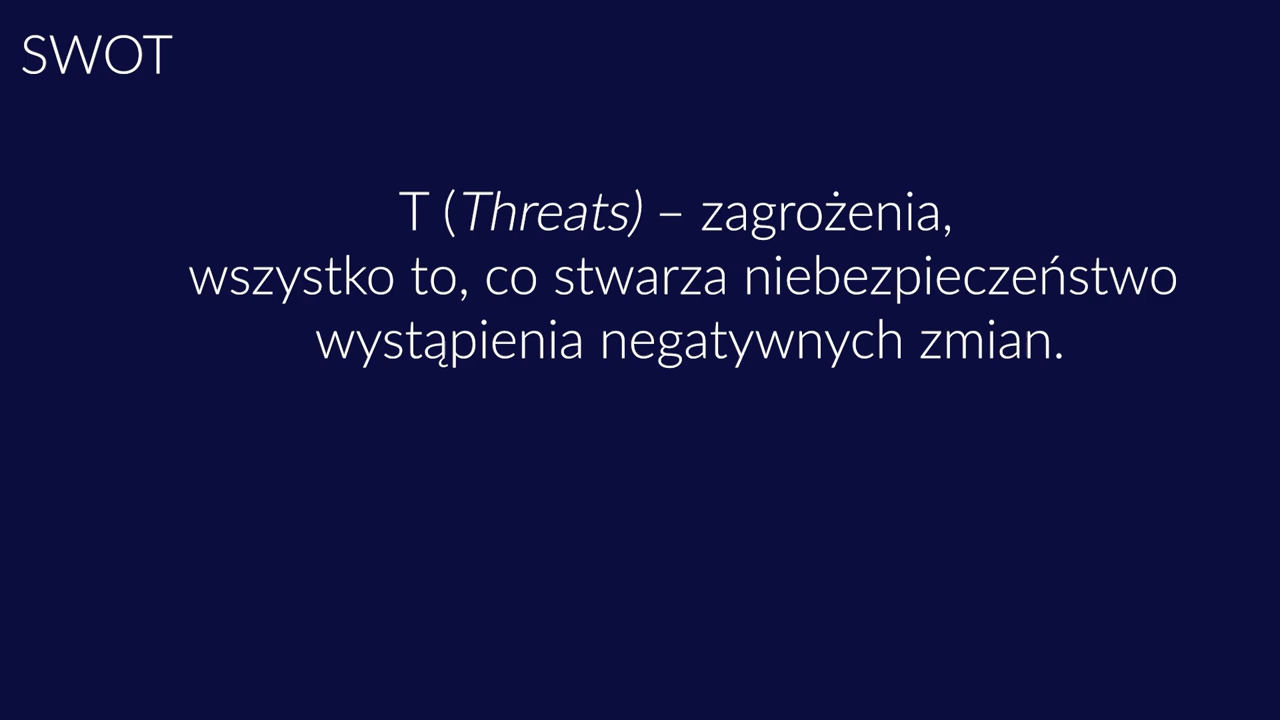 SWOT
T (Threats) – zagrożenia,
wszystko to, co stwarza niebezpieczeństwo
wystąpienia negatywnych zmian.